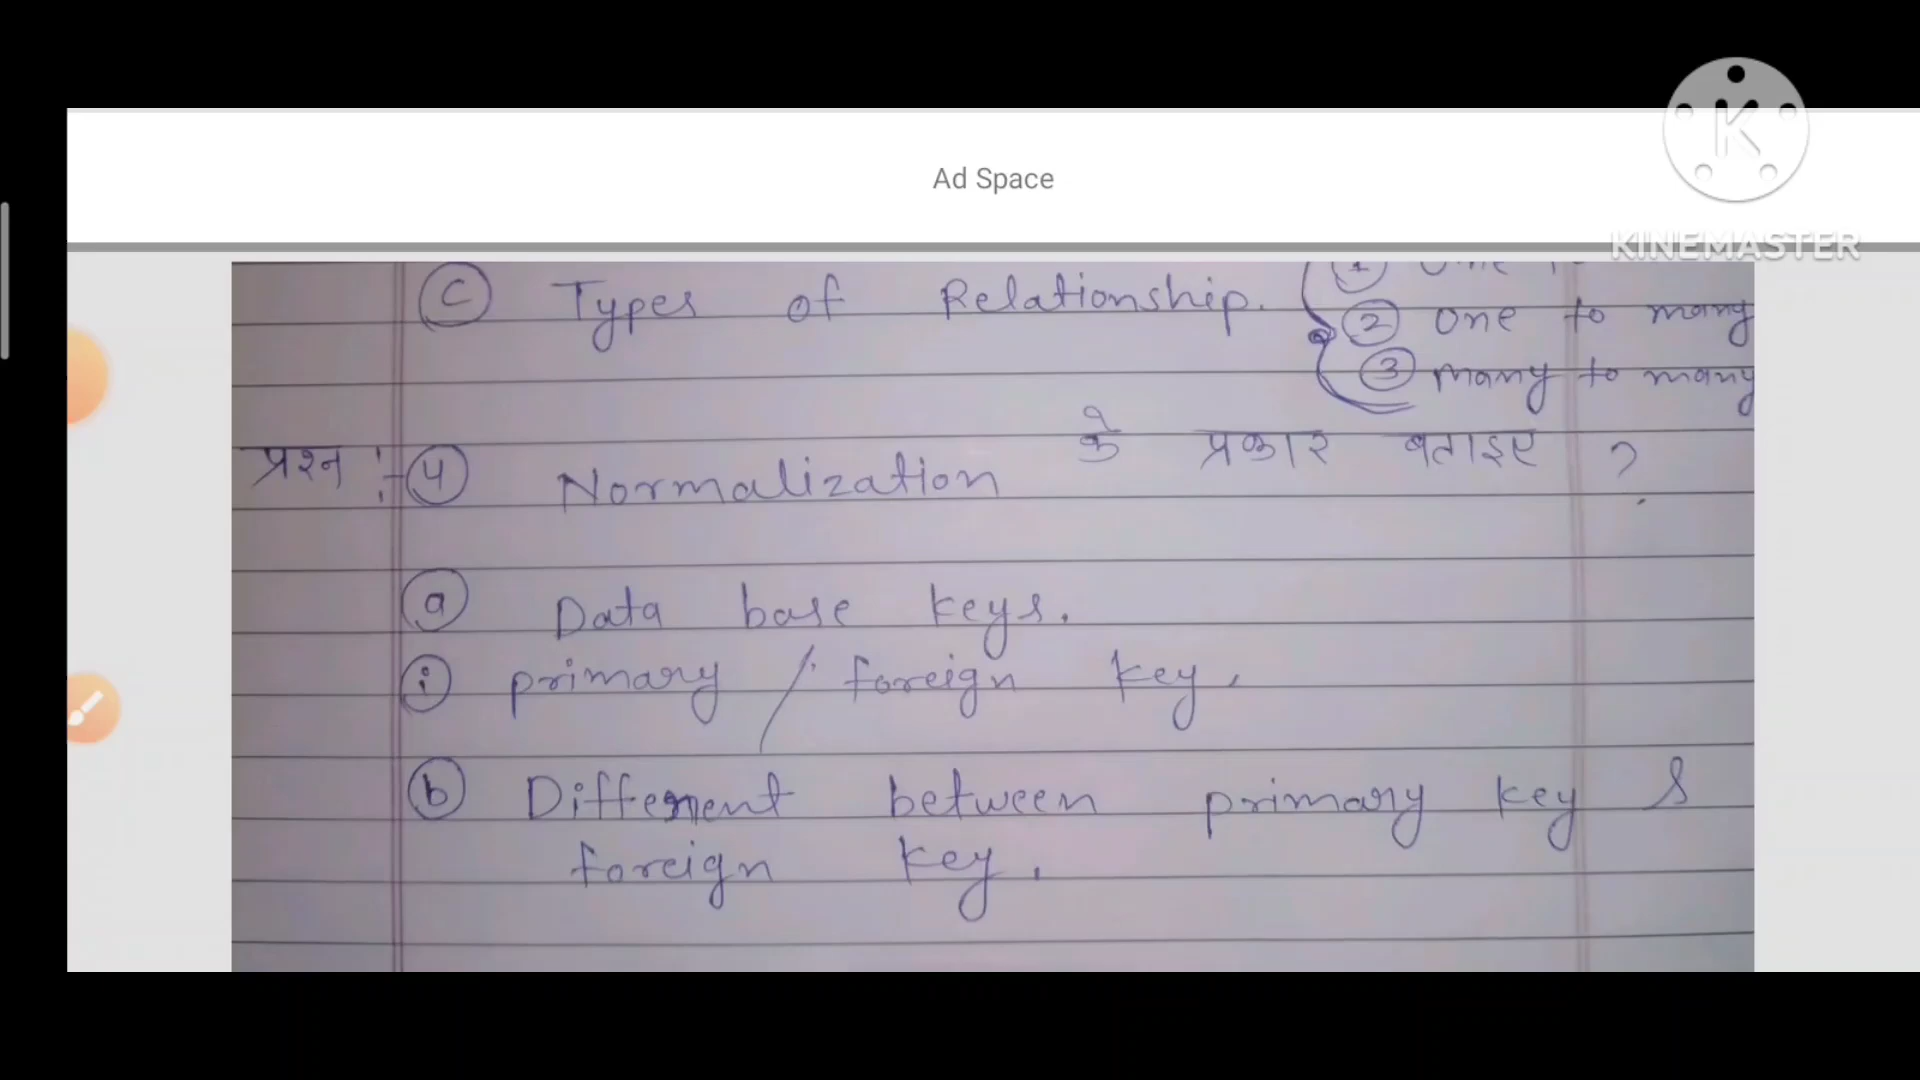 Ad Space
KINEMASTER
C Types of Relationship.
2 one to many
3 many to many
प्रश्न :- 4 Normalization के प्रकार बताइए ?
a Data base keys.
i primary / foreign key.
b Different between primary key &
foreign key.